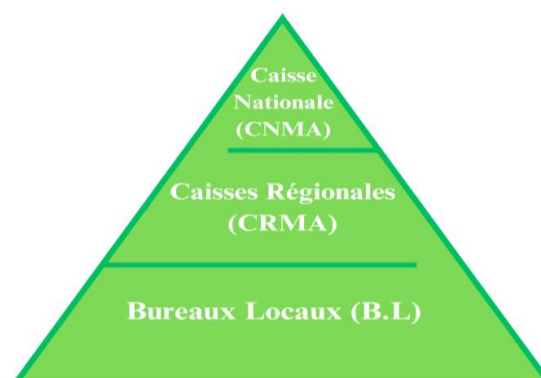 Caisse
Nationale
(CNMA)
Caisses Régionales
(CRMA)
Bureaux Locaux (B.L)